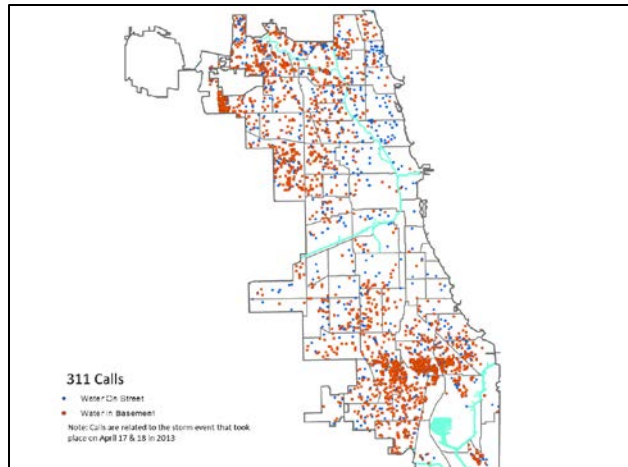 311 Calls
Water On Street
Water in Basement
Note: Calls are related to the storm event that took
place on April 17 & 18 in 2013